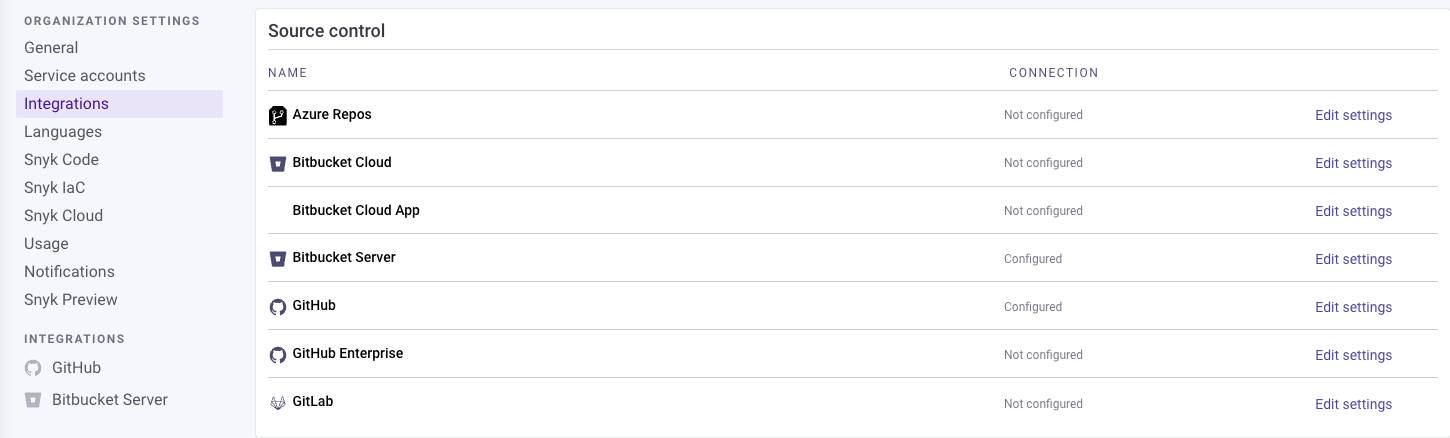 ORGANIZATION SETTINGS
General
Service accounts
Integrations
Languages
Snyk Code
Snyk IaC
Snyk Cloud
Usage
Notifications
Snyk Preview
INTEGRATIONS
GitHub
Bitbucket Server
Source control
NAME CONNECTION
Azure Repos Not configured Edit settings
Bitbucket Cloud Not configured Edit settings
Bitbucket Cloud App Not configured Edit settings
Bitbucket Server Configured Edit settings
GitHub Configured Edit settings
GitHub Enterprise Not configured Edit settings
GitLab Not configured Edit settings